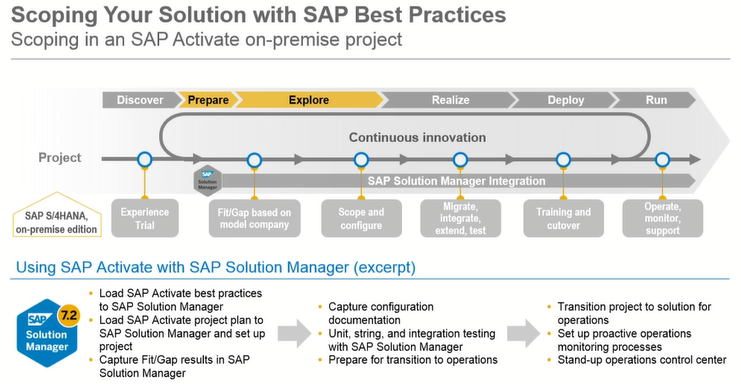 Scoping Your Solution with SAP Best Practices
Scoping in an SAP Activate on-premise project
Discover
Prepare
Explore
Realize
Deploy
Run
Continuous innovation
Project
SAP
Solution
Manager
SAP Solution Manager Integration
SAP S/4HANA,
on-premise edition
Experience
Trial
Fit/Gap based on
model company
Scope and
configure
Migrate,
integrate,
extend, test
Training and
cutover
Operate,
monitor,
support
Using SAP Activate with SAP Solution Manager (excerpt)
SAP
7.2
Solution
Manager
• Load SAP Activate best practices
to SAP Solution Manager
• Load SAP Activate project plan to
SAP Solution Manager and set up
project
• Capture Fit/Gap results in SAP
Solution Manager
• Capture configuration
documentation
• Unit, string, and integration testing
with SAP Solution Manager
• Prepare for transition to operations
• Transition project to solution for
operations
• Set up proactive operations
monitoring processes
• Stand-up operations control center